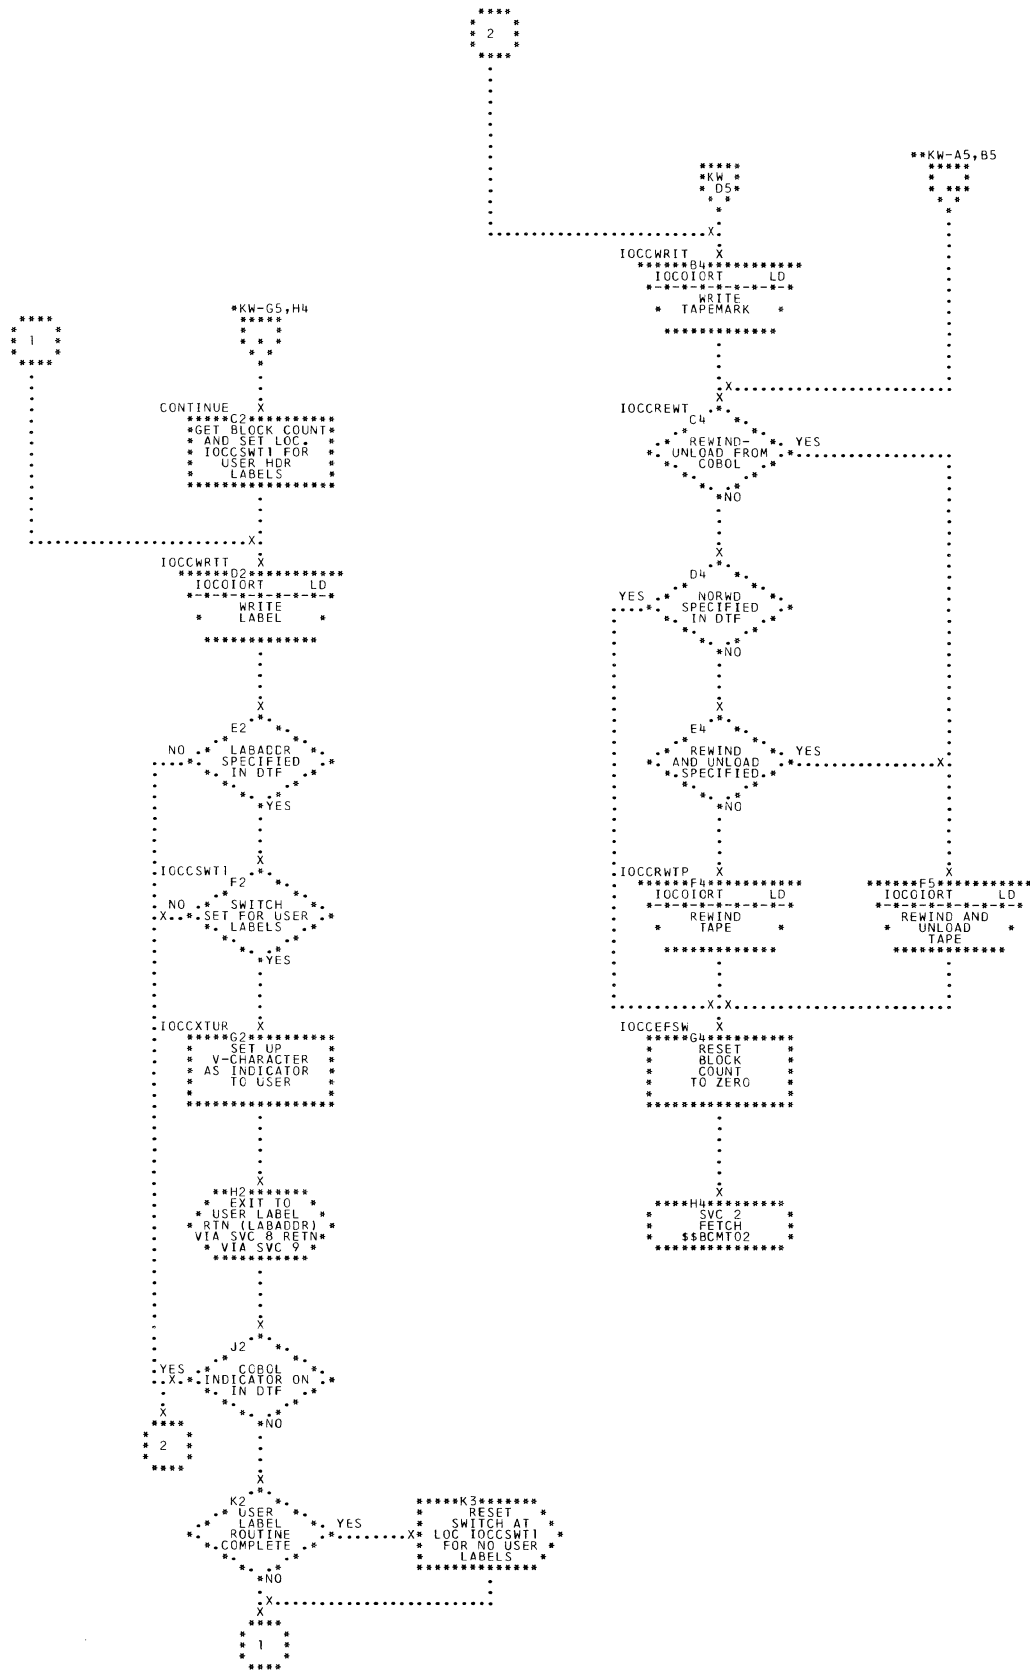 2
**KW-A5,B5
KW
D5
IOCCWRIT
B4
IOCOIORT LD
WRITE
TAPEMARK
*KW-G5,H4
1
CONTINUE
C2
GET BLOCK COUNT
AND SET LOC.
IOCCSWT1 FOR
USER HDR
LABELS
IOCCREWT
C4
REWIND-
UNLOAD FROM
COBOL
YES
NO
IOCCWRTT
D2
IOCOIORT LD
WRITE
LABEL
D4
YES
NORWD
SPECIFIED
IN DTF
NO
E2
NO
LABADDR
SPECIFIED
IN DTF
YES
E4
REWIND
AND UNLOAD
SPECIFIED
YES
NO
IOCCSWT1
F2
NO
SWITCH
SET FOR USER
LABELS
YES
IOCCRWTP
F4
IOCOIORT LD
REWIND
TAPE
F5
IOCOIORT LD
REWIND AND
UNLOAD
TAPE
IOCCXTUR
G2
SET UP
V-CHARACTER
AS INDICATOR
TO USER
IOCCEFSW
G4
RESET
BLOCK
COUNT
TO ZERO
H2
EXIT TO
USER LABEL
RTN (LABADDR)
VIA SVC 8 RETN
VIA SVC 9
H4
SVC 2
FETCH
$$BCMT02
J2
YES
COBOL
INDICATOR ON
IN DTF
NO
2
K2
USER
LABEL
ROUTINE
COMPLETE
YES
NO
K3
RESET
SWITCH AT
LOC IOCCSWT1
FOR NO USER
LABELS
1